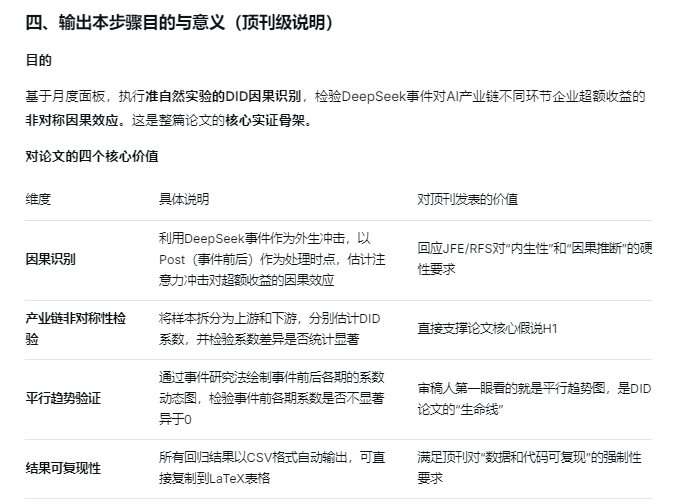 四、输出本步骤目的与意义（顶刊级说明）
目的
基于月度面板，执行准自然实验的DID因果识别，检验DeepSeek事件对AI产业链不同环节企业超额收益的
非对称因果效应。这是整篇论文的核心实证骨架。
对论文的四个核心价值
维度
具体说明
对顶刊发表的价值
因果识别
利用DeepSeek事件作为外生冲击，以
Post（事件前后）作为处理时点，估计注
意力冲击对超额收益的因果效应
回应JFE/RFS对“内生性”和“因果推断”的硬
性要求
产业链非对称性检
验
将样本拆分为上游和下游，分别估计DID
系数，并检验系数差异是否统计显著
直接支撑论文核心假说H1
平行趋势验证
通过事件研究法绘制事件前后各期的系数
动态图，检验事件前各期系数是否不显著
异于0
审稿人第一眼看的就是平行趋势图，是DID
论文的“生命线”
结果可复现性
所有回归结果以CSV格式自动输出，可直
接复制到LaTeX表格
满足顶刊对“数据和代码可复现”的强制性
要求